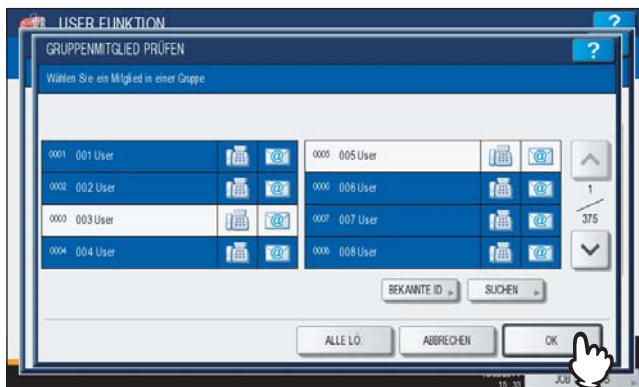 USER FUNKTION
?
GRUPPENMITGLIED PRÜFEN
?
Wählen Sie ein Mitglied in einer Gruppe
0001 001 User
@
0005 005 User
@
0002 002 User
@
0006 006 User
@
0003 003 User
@
0007 007 User
@
0004 004 User
@
008 User
@
1
375
BEKANNTE ID
SUCHEN
ALLE LÖ.
ABBRECHEN
OK
JOB